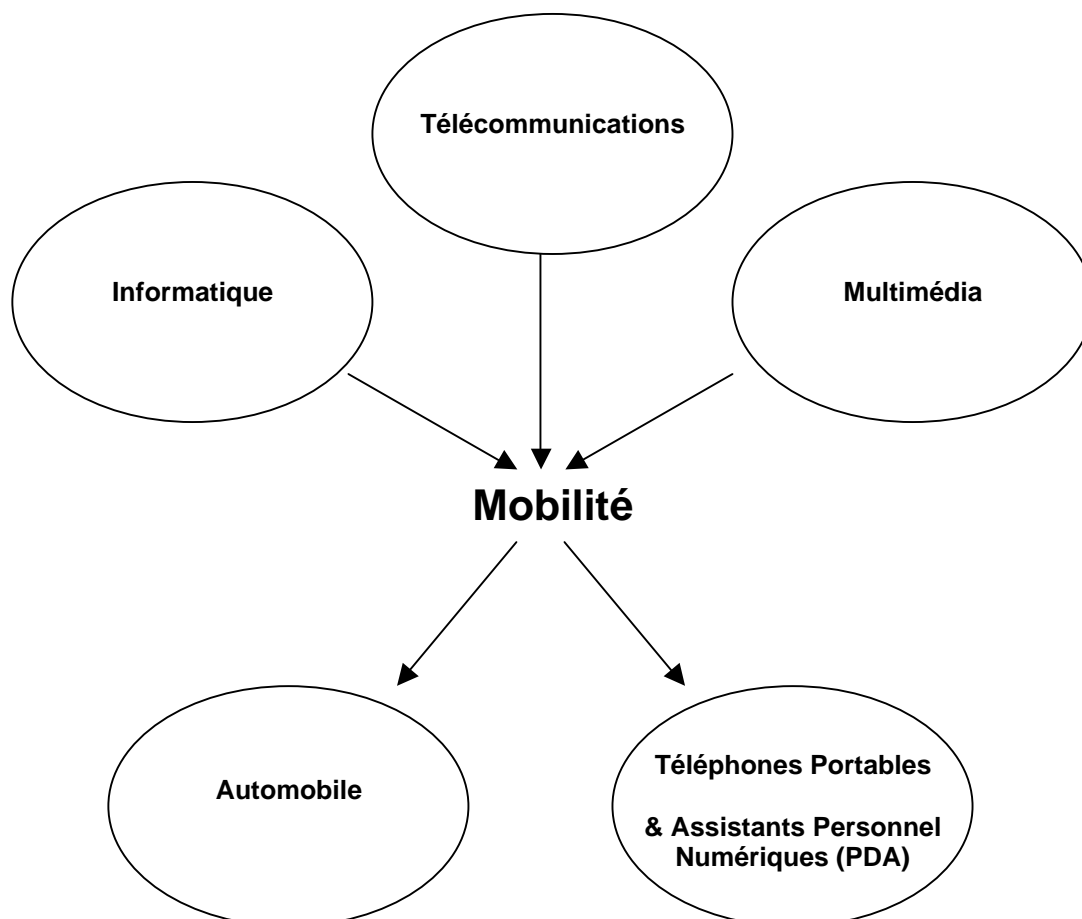 Télécommunications
Informatique
Multimédia
Mobilité
Automobile
Téléphones Portables
& Assistants Personnel
Numériques (PDA)